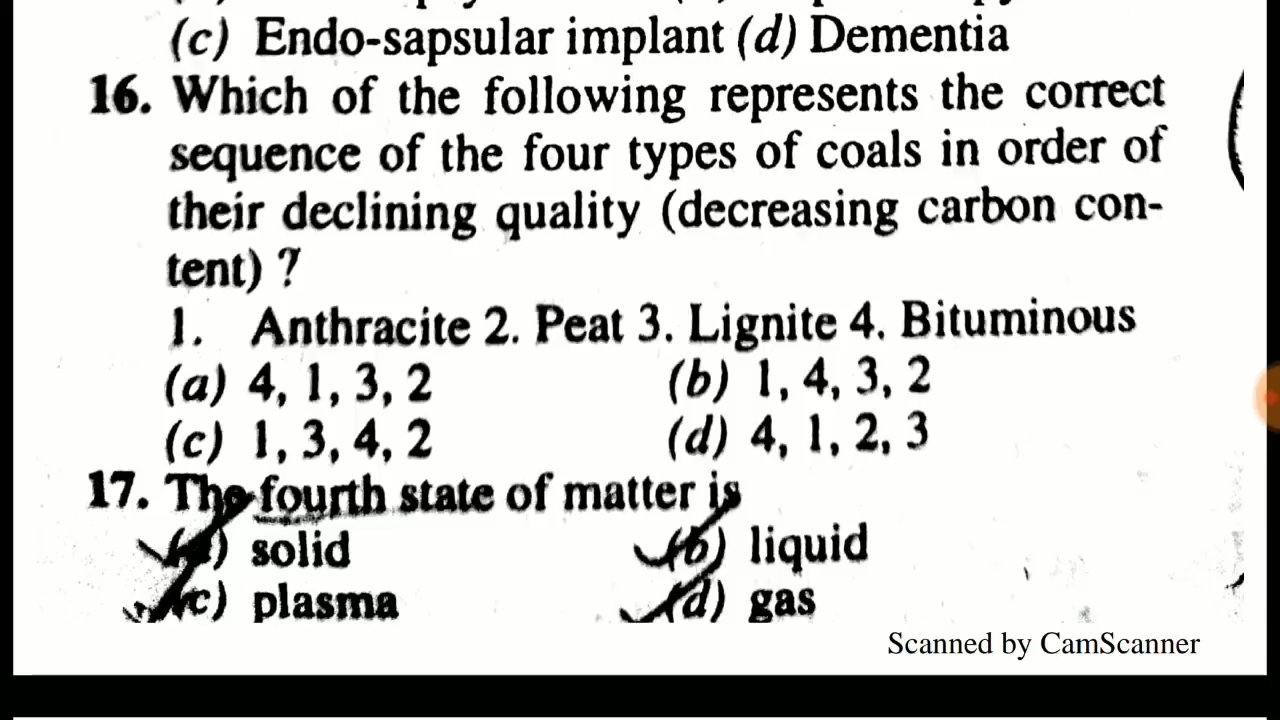 (c) Endo-sapsular implant (d) Dementia
16. Which of the following represents the correct
sequence of the four types of coals in order of
their declining quality (decreasing carbon con-
tent) ?
1. Anthracite 2. Peat 3. Lignite 4. Bituminous
(a) 4, 1, 3, 2 (b) 1, 4, 3, 2
(c) 1, 3, 4, 2 (d) 4, 1, 2, 3
17. The fourth state of matter is
(a) solid (b) liquid
(c) plasma (d) gas
Scanned by CamScanner